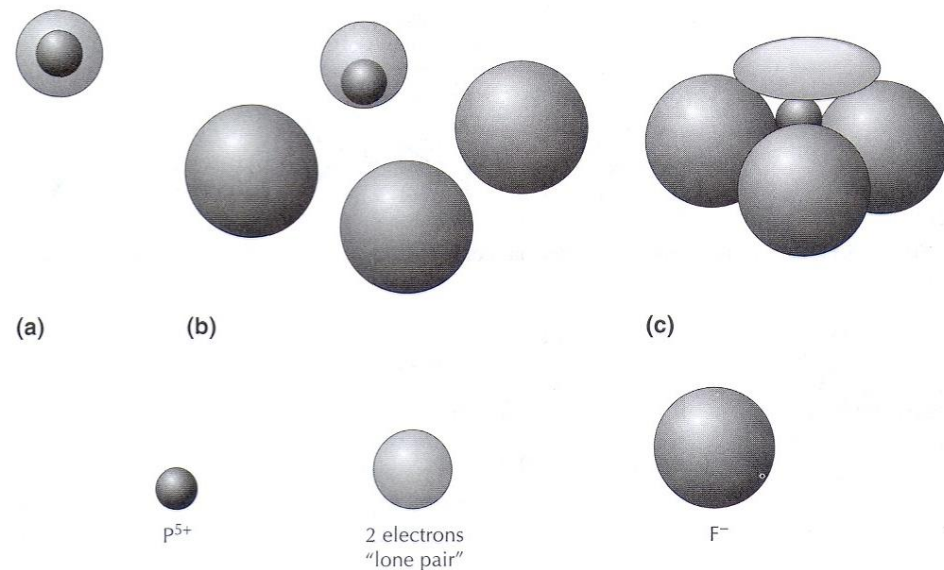 (a)
(b)
(c)
P⁵⁺
2 electrons
“lone pair”
F⁻